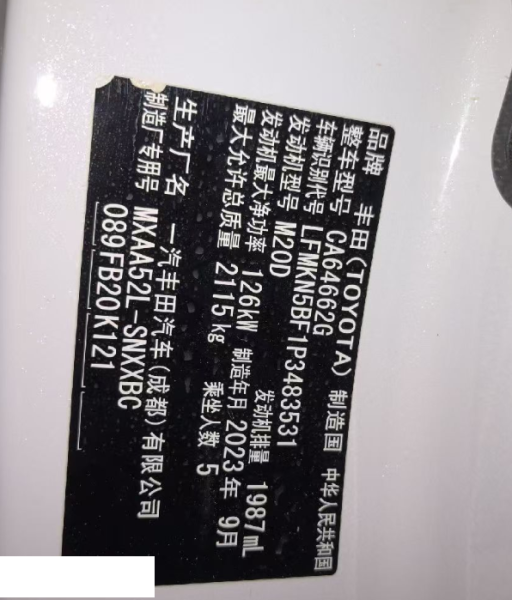 品牌 丰田(TOYOTA) 制造国 中华人民共和国
整车型号 CA64662G
车辆识别代号 LFMKN5BF1P3483531
发动机型号 M20D 发动机排量 1987mL
发动机最大净功率 126kW 制造年月 2023年 9月
最大允许总质量 2115kg 乘坐人数 5
生产厂名 一汽丰田汽车(成都)有限公司
制造厂专用号 MXAA52L-SNXXBC
089FB20K121